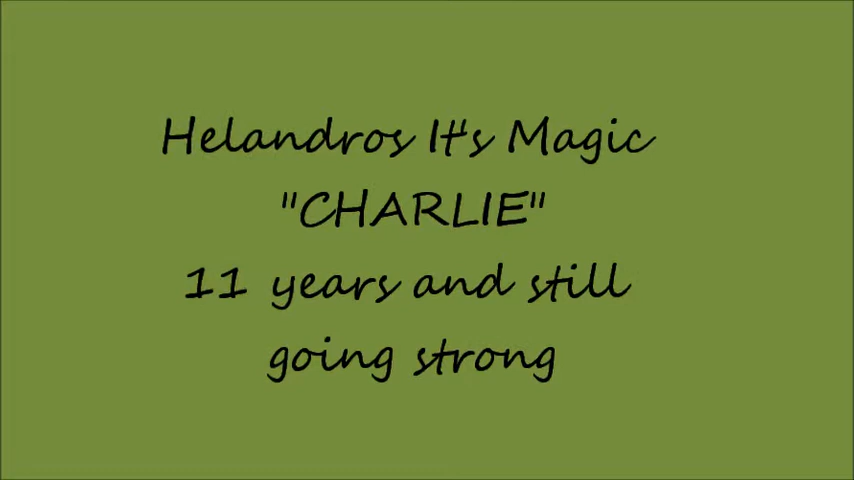 Helandros It's Magic
"CHARLIE"
11 years and still
going strong